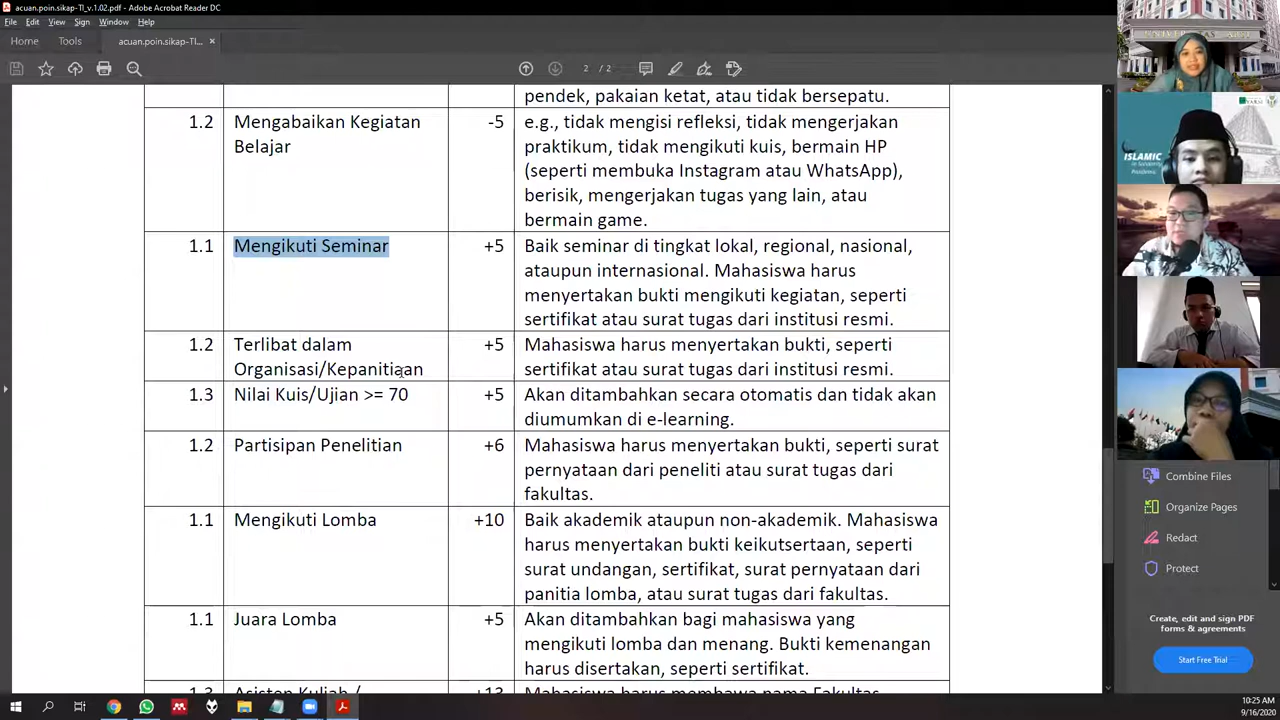 acuan.poin.sikap-TI_v.1.02.pdf - Adobe Acrobat Reader DC
File Edit View Sign Window Help
Home Tools acuan.poin.sikap-TI... ×
2 / 2
pendek, pakaian ketat, atau tidak bersepatu.
1.2 Mengabaikan Kegiatan -5 e.g., tidak mengisi refleksi, tidak mengerjakan
Belajar praktikum, tidak mengikuti kuis, bermain HP
(seperti membuka Instagram atau WhatsApp),
berisik, mengerjakan tugas yang lain, atau
bermain game.
1.1 Mengikuti Seminar +5 Baik seminar di tingkat lokal, regional, nasional,
ataupun internasional. Mahasiswa harus
menyertakan bukti mengikuti kegiatan, seperti
sertifikat atau surat tugas dari institusi resmi.
1.2 Terlibat dalam +5 Mahasiswa harus menyertakan bukti, seperti
Organisasi/Kepanitiaan sertifikat atau surat tugas dari institusi resmi.
1.3 Nilai Kuis/Ujian >= 70 +5 Akan ditambahkan secara otomatis dan tidak akan
diumumkan di e-learning.
1.2 Partisipan Penelitian +6 Mahasiswa harus menyertakan bukti, seperti surat
pernyataan dari peneliti atau surat tugas dari
fakultas.
1.1 Mengikuti Lomba +10 Baik akademik ataupun non-akademik. Mahasiswa
harus menyertakan bukti keikutsertaan, seperti
surat undangan, sertifikat, surat pernyataan dari
panitia lomba, atau surat tugas dari fakultas.
1.1 Juara Lomba +5 Akan ditambahkan bagi mahasiswa yang
mengikuti lomba dan menang. Bukti kemenangan
harus disertakan, seperti sertifikat.
1.3 Asisten Kuliah / +13 Mahasiswa harus membawa nama Fakultas
YARSI
ISLAMIC
Combine Files
Organize Pages
Redact
Protect
Create, edit and sign PDF
forms & agreements
Start Free Trial
10:25 AM
9/16/2020